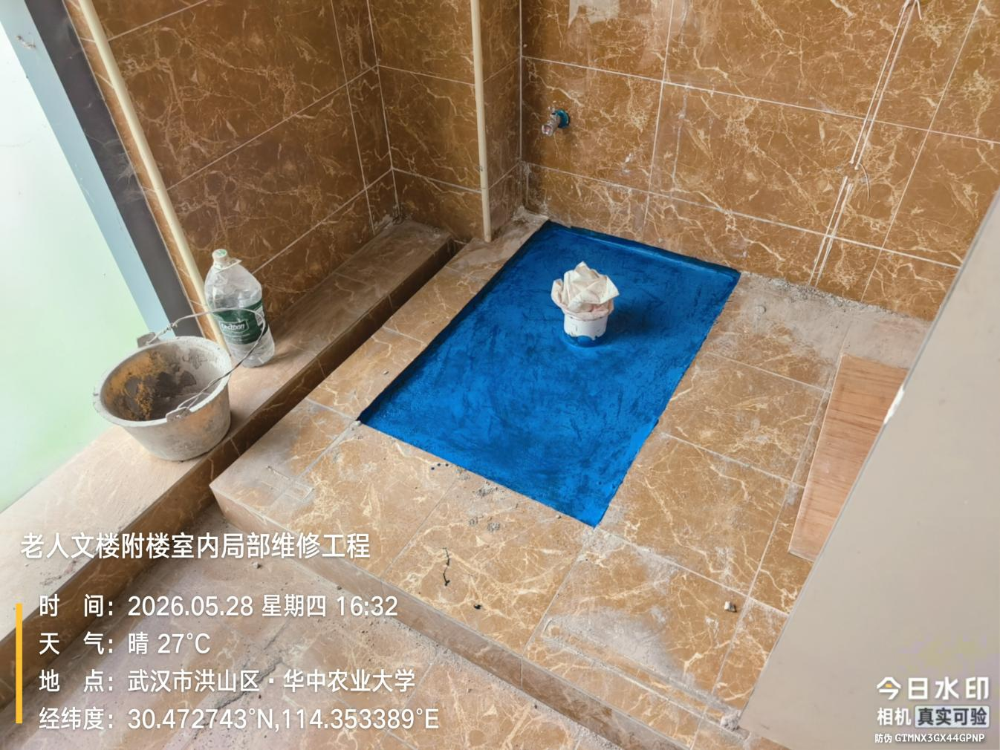 老人文楼附楼室内局部维修工程
时 间：2026.05.28 星期四 16:32
天 气：晴 27°C
地 点：武汉市洪山区·华中农业大学
经纬度：30.472743°N,114.353389°E
今日水印
相机 真实可验
防伪 GTMNX3GX44GPNP